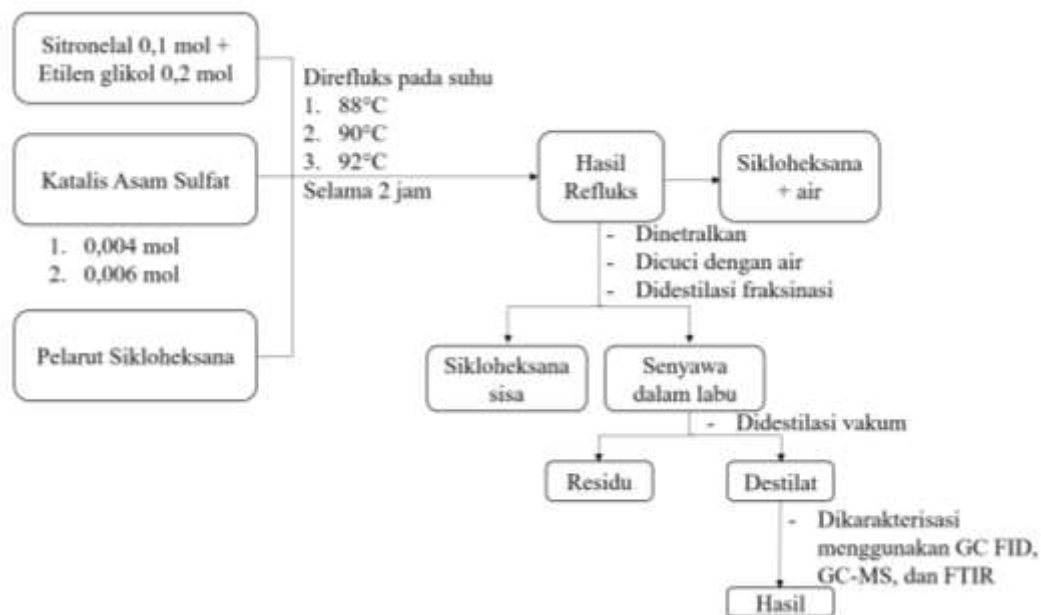 Sitronelal 0,1 mol +
Etilen glikol 0,2 mol
Direfluks pada suhu
1. 88°C
2. 90°C
3. 92°C
Selama 2 jam
Katalis Asam Sulfat
1. 0,004 mol
2. 0,006 mol
Pelarut Sikloheksana
Hasil
Refluks
Sikloheksana
+ air
- Dinetralkan
- Dicuci dengan air
- Didestilasi fraksinasi
Sikloheksana
sisa
Senyawa
dalam labu
- Didestilasi vakum
Residu
Destilat
- Dikarakterisasi
menggunakan GC FID,
GC-MS, dan FTIR
Hasil